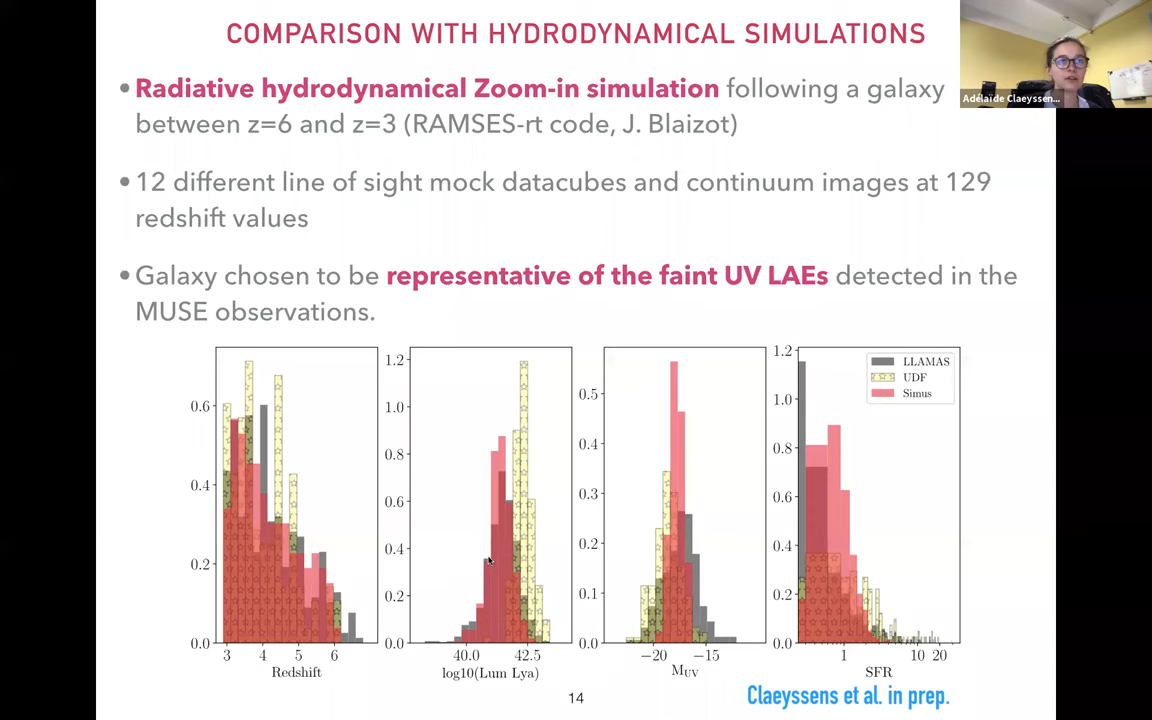 COMPARISON WITH HYDRODYNAMICAL SIMULATIONS
Adélaïde Claeyssen...
•Radiative hydrodynamical Zoom-in simulation following a galaxy
between z=6 and z=3 (RAMSES-rt code, J. Blaizot)
•12 different line of sight mock datacubes and continuum images at 129
redshift values
•Galaxy chosen to be representative of the faint UV LAEs detected in the
MUSE observations.
0.6
0.4
0.2
0.0
3 4 5 6
Redshift
1.2
1.0
0.8
0.6
0.4
0.2
0.0
40.0 42.5
log10(Lum Lya)
0.5
0.4
0.3
0.2
0.1
0.0
−20 −15
MUV
1.2
1.0
0.8
0.6
0.4
0.2
0.0
1 10 20
SFR
LLAMAS
UDF
Simus
14
Claeyssens et al. in prep.